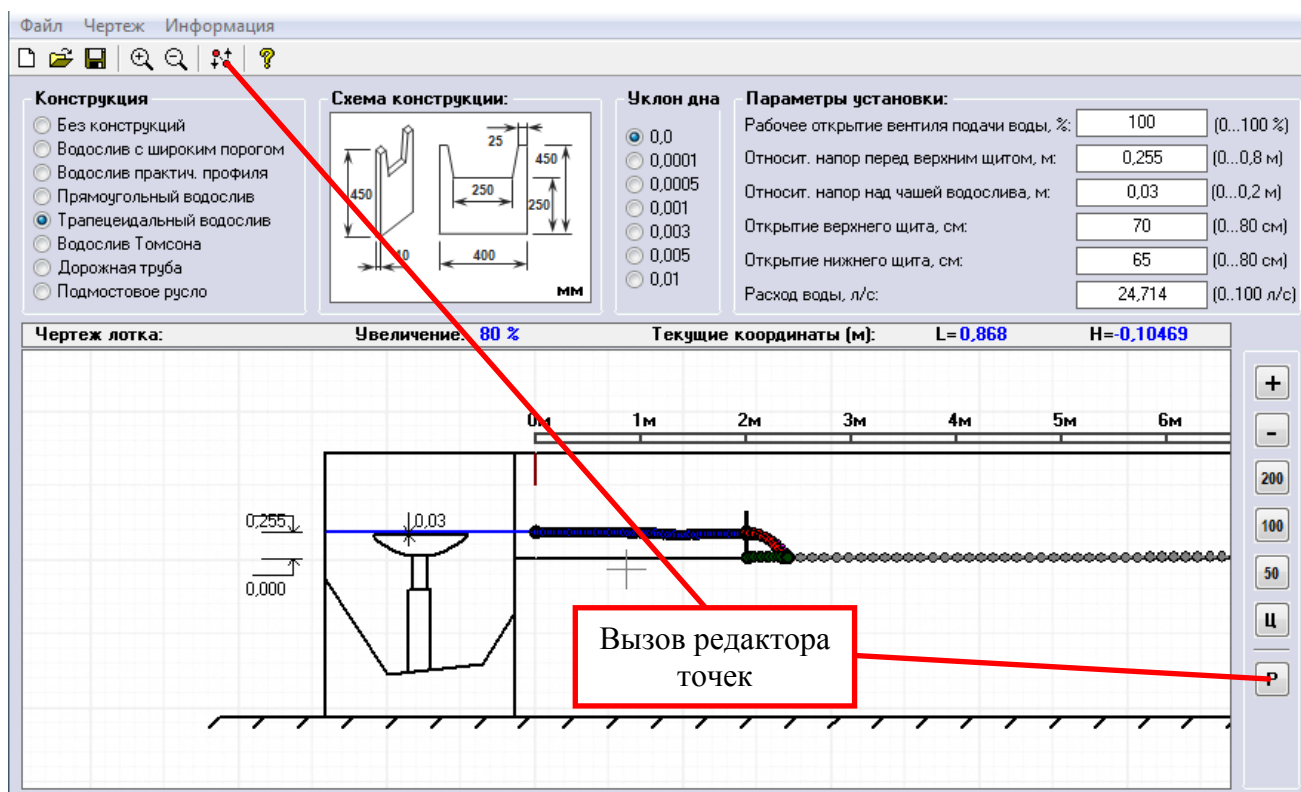 Файл Чертеж Информация
Конструкция
Без конструкций
Водослив с широким порогом
Водослив практич. профиля
Прямоугольный водослив
Трапецеидальный водослив
Водослив Томсона
Дорожная труба
Подмостовое русло
Схема конструкции:
25
450
450
250
250
10
400
мм
Уклон дна
0,0
0,0001
0,0005
0,001
0,003
0,005
0,01
Параметры установки:
Рабочее открытие вентиля подачи воды, %: 100 (0...100 %)
Относит. напор перед верхним щитом, м: 0,255 (0...0,8 м)
Относит. напор над чашей водослива, м: 0,03 (0...0,2 м)
Открытие верхнего щита, см: 70 (0...80 см)
Открытие нижнего щита, см: 65 (0...80 см)
Расход воды, л/с: 24,714 (0..100 л/с)
Чертеж лотка: Увеличение: 80 % Текущие координаты (м): L=0,868 H=-0,10469
0м 1м 2м 3м 4м 5м 6м
0,255
0,03
0,000
Вызов редактора
точек
+
-
200
100
50
Ц
Р